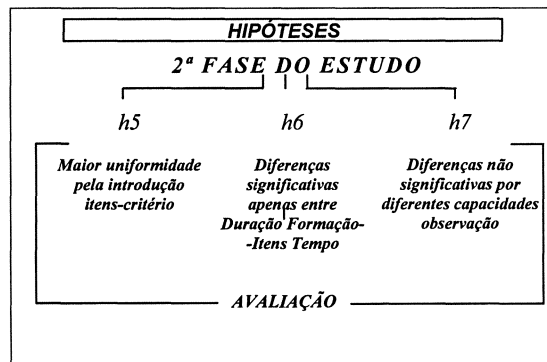 HIPÓTESES
2ª FASE DO ESTUDO
h5 h6 h7
Maior uniformidade
pela introdução
itens-critério
Diferenças
significativas
apenas entre
Duração Formação-
-Itens Tempo
Diferenças não
significativas por
diferentes capacidades
observação
AVALIAÇÃO